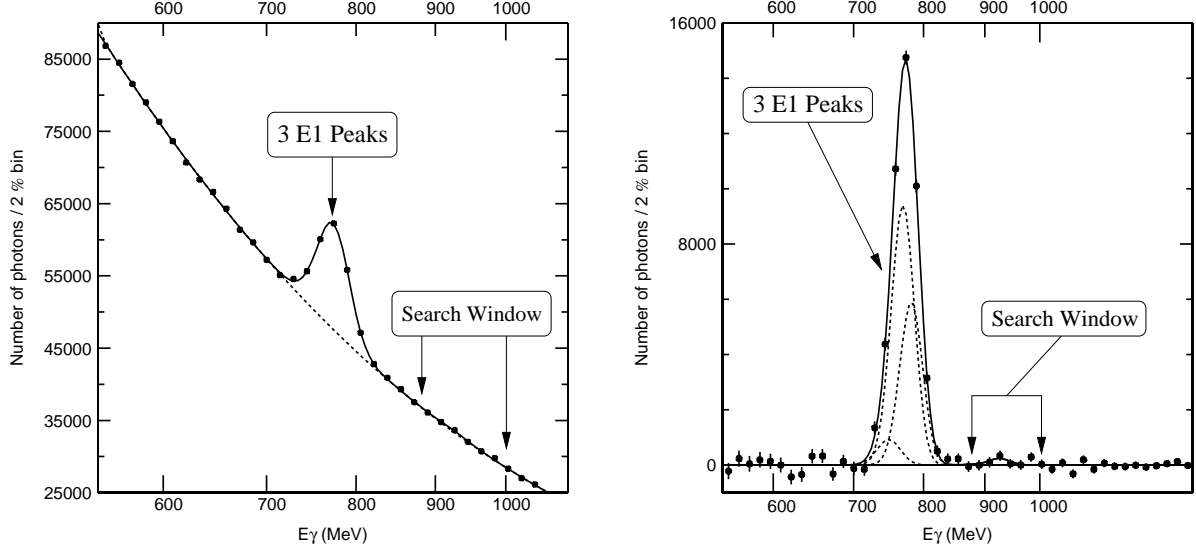 600 700 800 900 1000
85000
75000
65000
55000
45000
35000
25000
Number of photons / 2 % bin
3 E1 Peaks
Search Window
600 700 800 900 1000
Eγ (MeV)
600 700 800 900 1000
16000
8000
0
Number of photons / 2 % bin
3 E1 Peaks
Search Window
600 700 800 900 1000
Eγ (MeV)